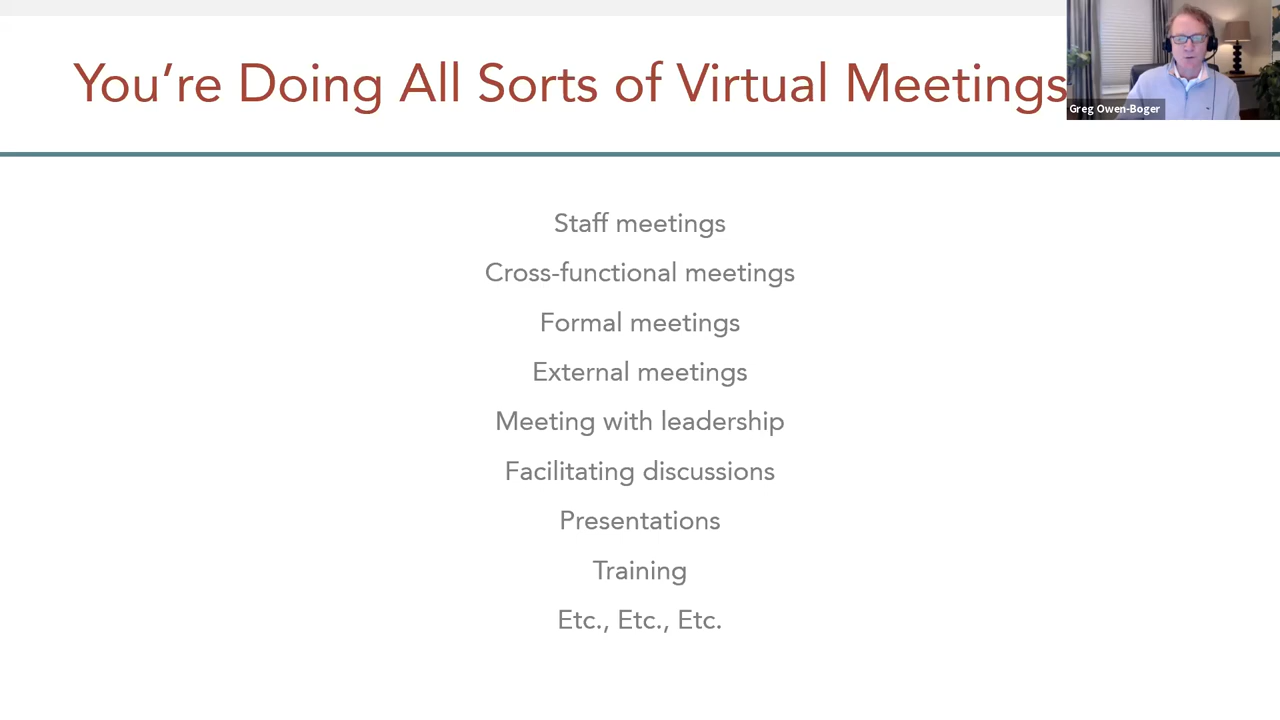 You’re Doing All Sorts of Virtual Meetings
Greg Owen-Boger
Staff meetings
Cross-functional meetings
Formal meetings
External meetings
Meeting with leadership
Facilitating discussions
Presentations
Training
Etc., Etc., Etc.